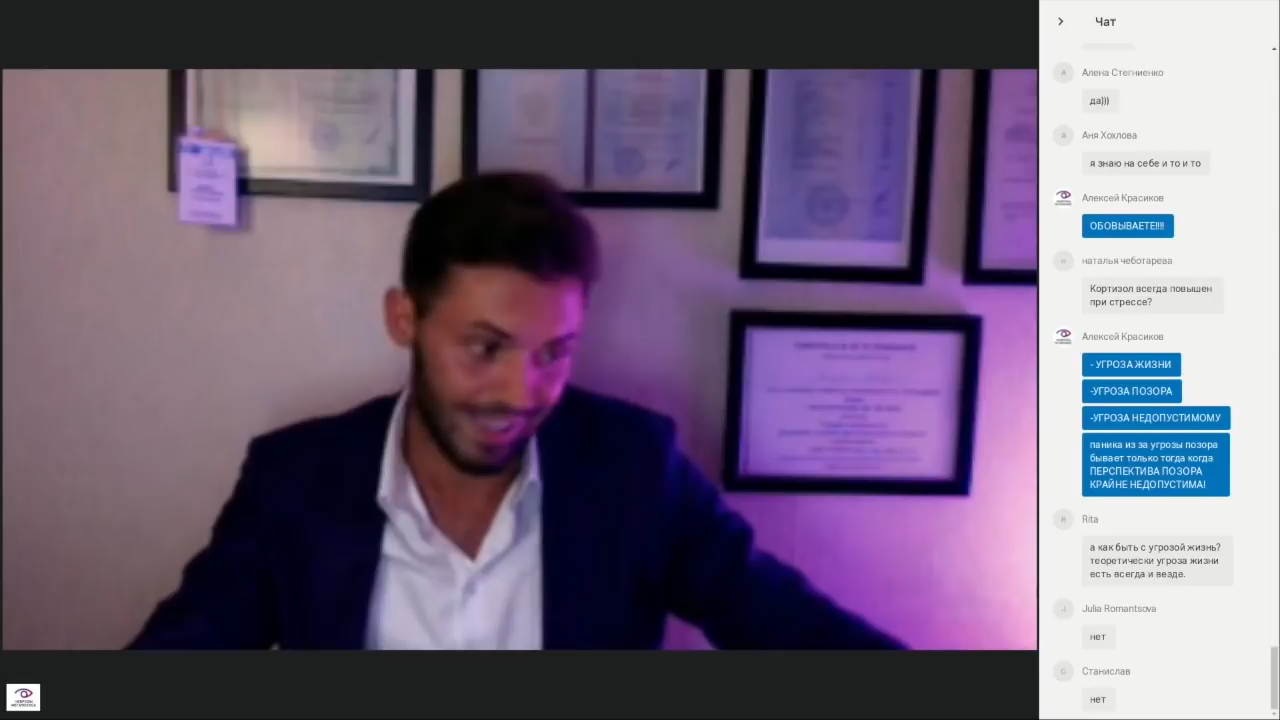 Чат
Алена Стегниенко
да)))
Аня Хохлова
я знаю на себе и то и то
Алексей Красиков
ОБОВЫВАЕТЕ!!!!
наталья чеботарева
Кортизол всегда повышен
при стрессе?
Алексей Красиков
- УГРОЗА ЖИЗНИ
-УГРОЗА ПОЗОРА
-УГРОЗА НЕДОПУСТИМОМУ
паника из за угрозы позора
бывает только тогда когда
ПЕРСПЕКТИВА ПОЗОРА
КРАЙНЕ НЕДОПУСТИМА!
Rita
а как быть с угрозой жизнь?
теоретически угроза жизни
есть всегда и везде.
Julia Romantsova
нет
Станислав
нет